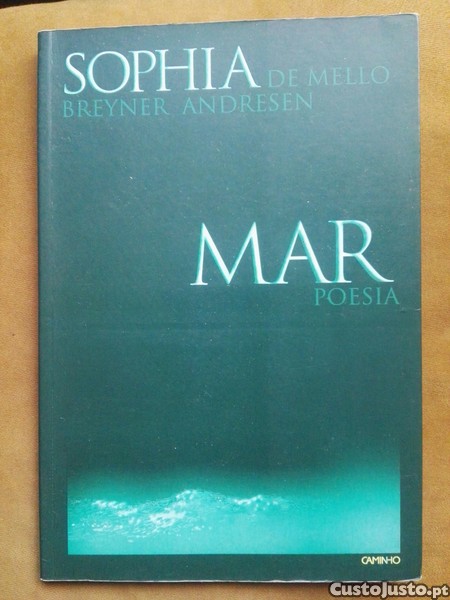 SOPHIA DE MELLO
BREYNER ANDRESEN
MAR
POESIA
CAMINHO
CustoJusto.pt